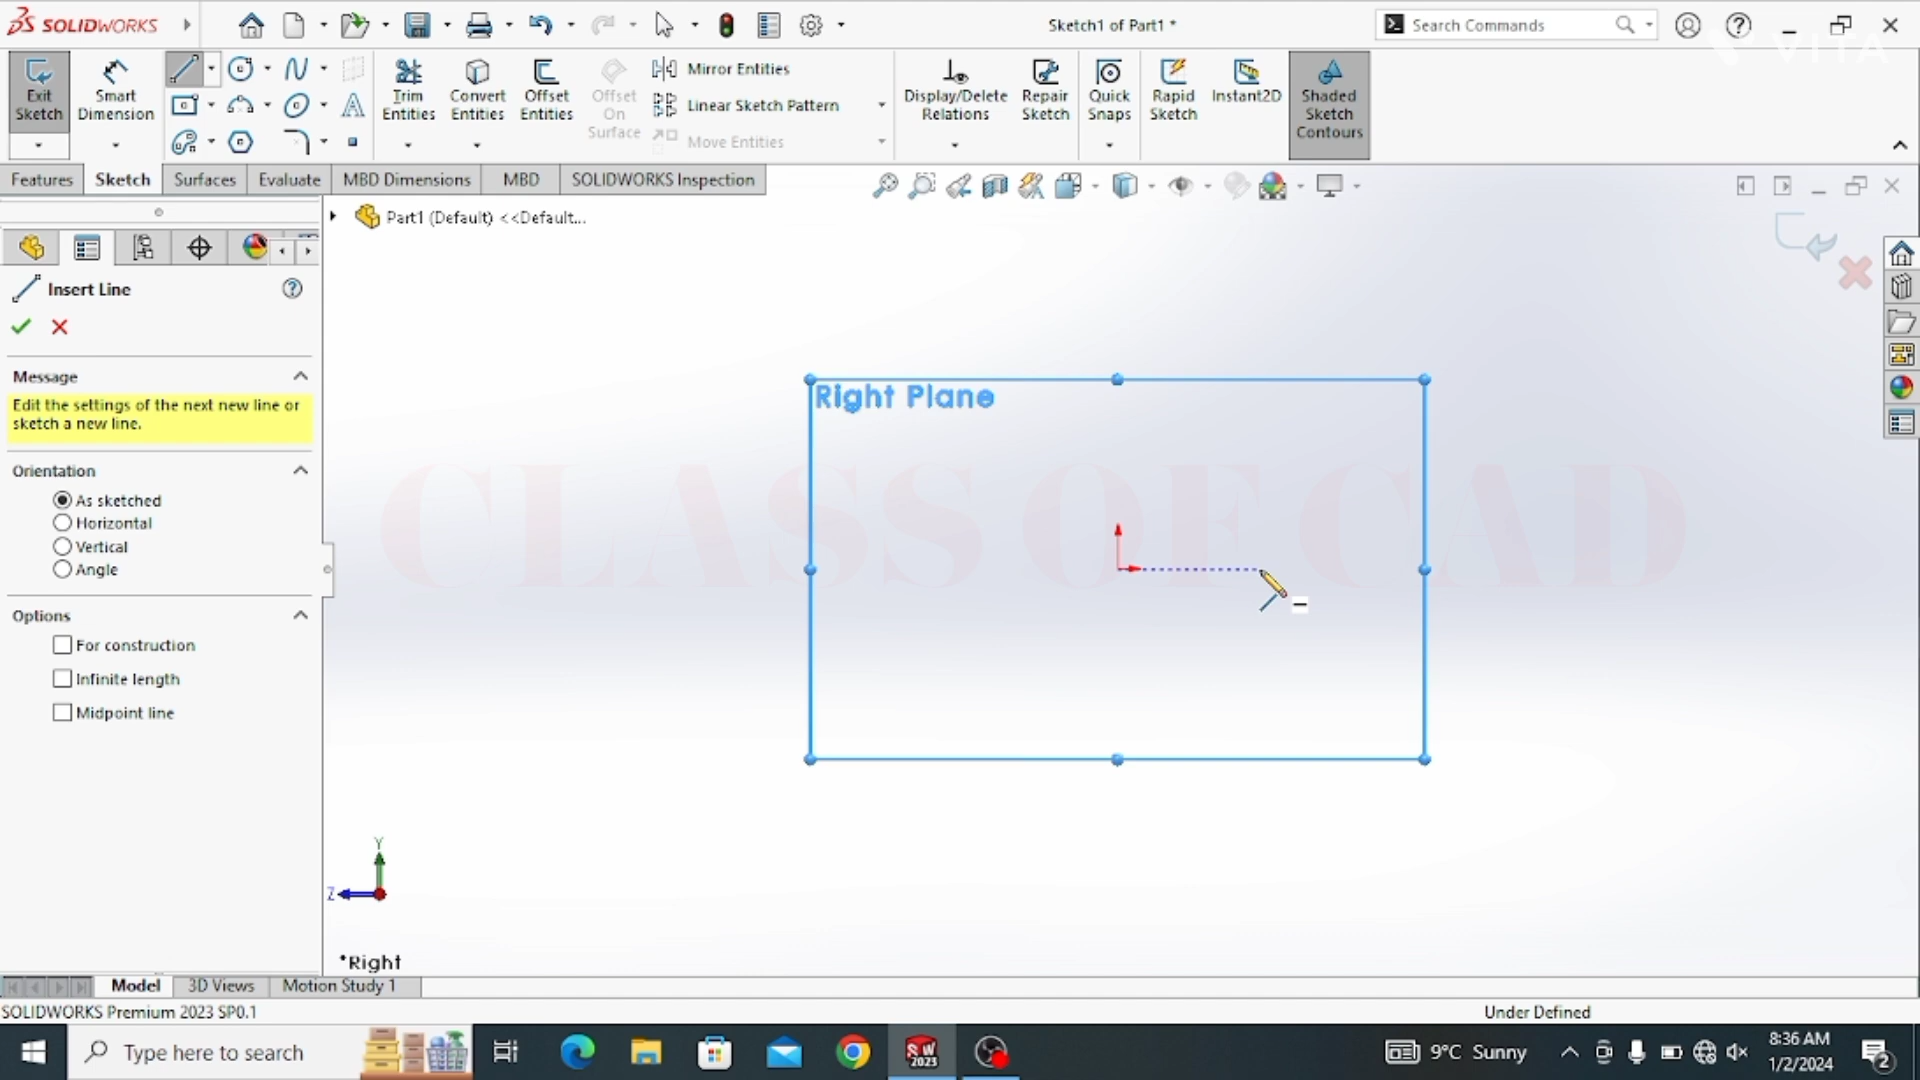 SOLIDWORKS
Sketch1 of Part1 *
Search Commands
VITA
Exit Sketch
Smart Dimension
Trim Entities
Convert Entities
Offset Entities
Offset On Surface
Mirror Entities
Linear Sketch Pattern
Move Entities
Display/Delete Relations
Repair Sketch
Quick Snaps
Rapid Sketch
Instant2D
Shaded Sketch Contours
Features
Sketch
Surfaces
Evaluate
MBD Dimensions
MBD
SOLIDWORKS Inspection
Part1 (Default) <<Default...
Insert Line
Message
Edit the settings of the next new line or
sketch a new line.
Orientation
As sketched
Horizontal
Vertical
Angle
Options
For construction
Infinite length
Midpoint line
Right Plane
CLASS OF CAD
Y
Z
*Right
Model
3D Views
Motion Study 1
SOLIDWORKS Premium 2023 SP0.1
Under Defined
Type here to search
SW
2023
9°C Sunny
8:36 AM
1/2/2024
2